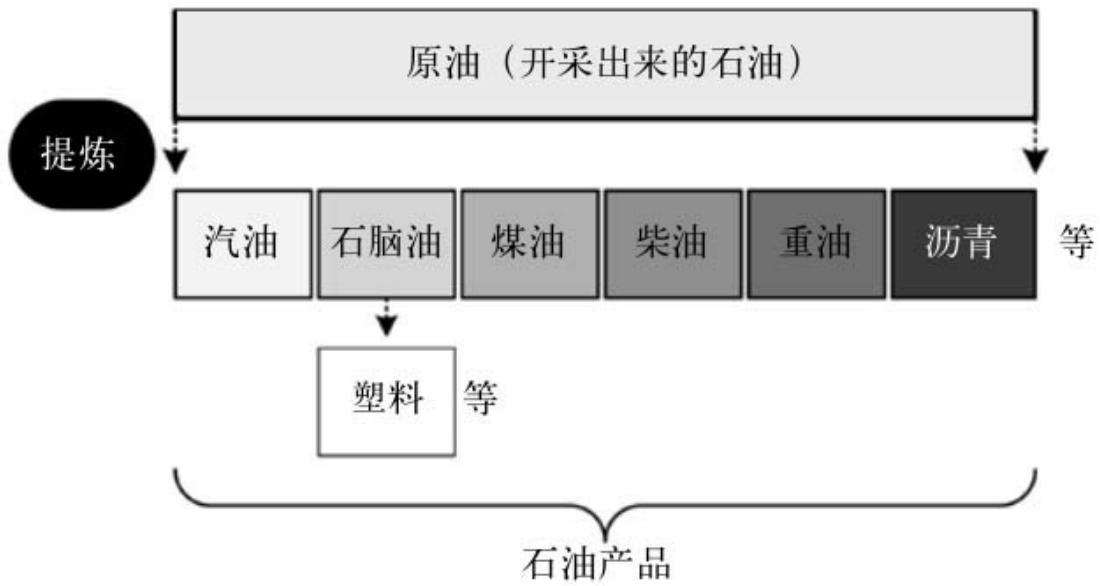 原油（开采出来的石油）
提炼
汽油 石脑油 煤油 柴油 重油 沥青 等
塑料 等
石油产品